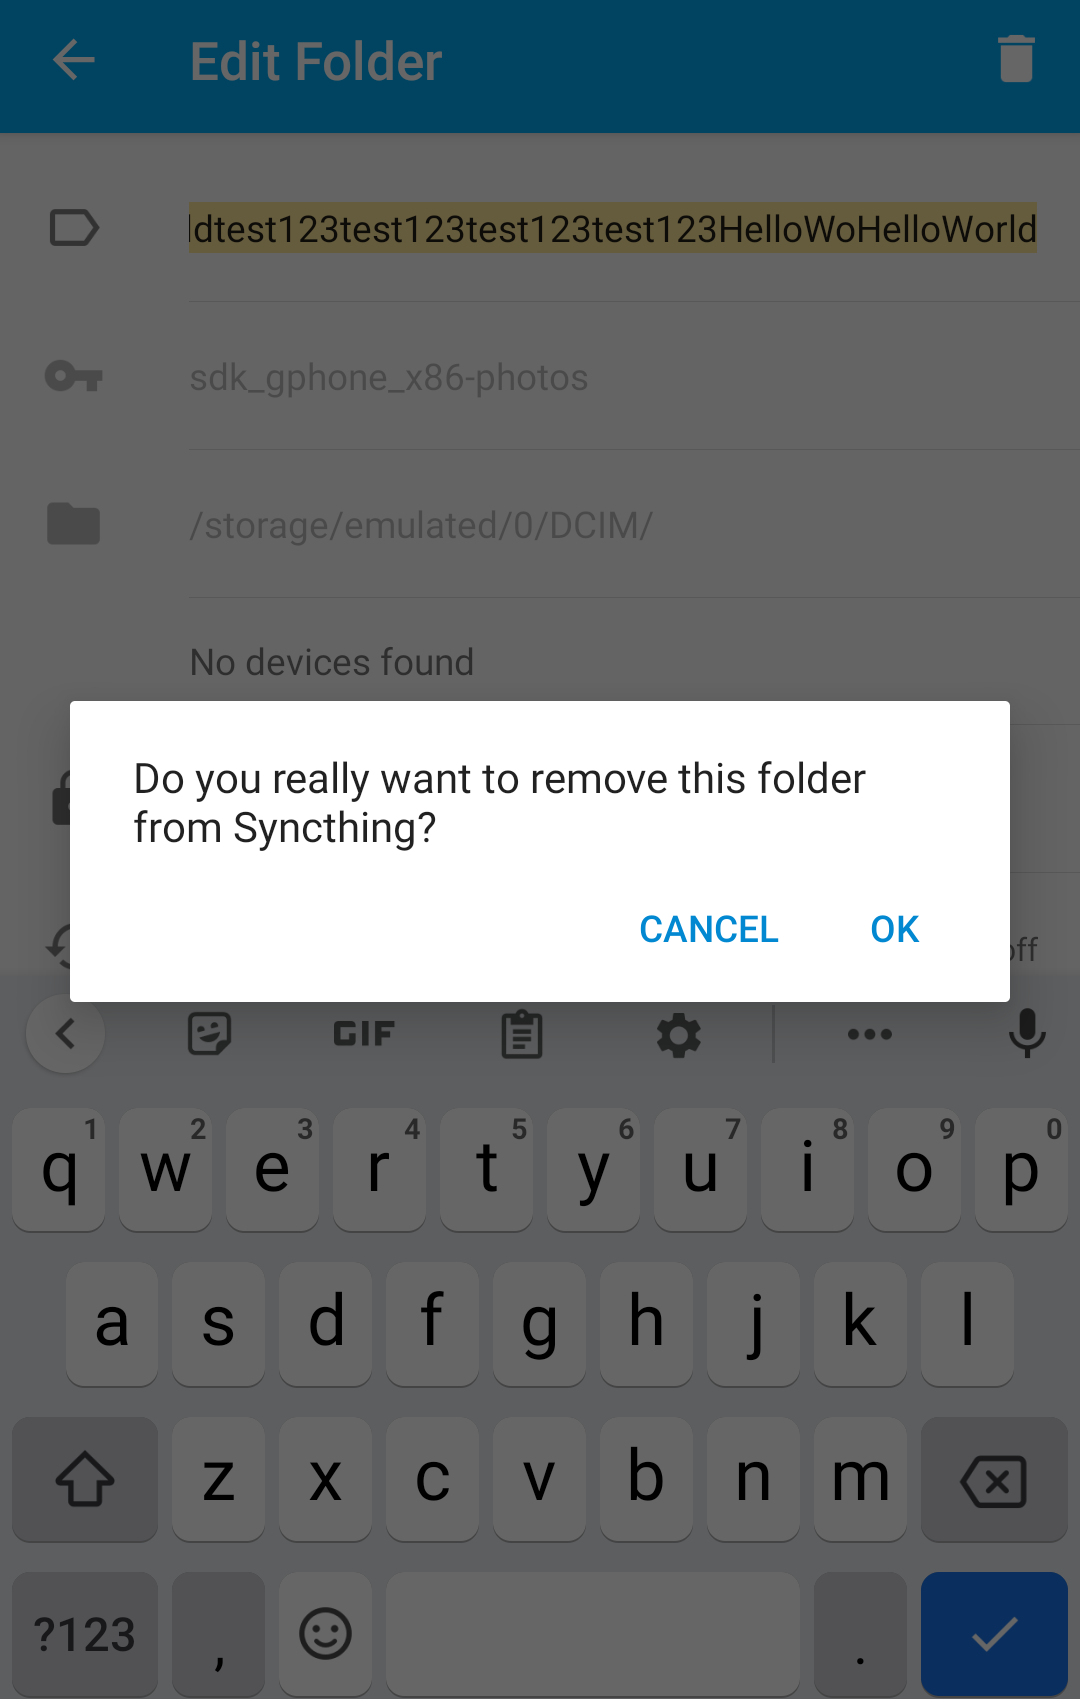 Edit Folder
ldtest123test123test123test123HelloWoHelloWorld
sdk_gphone_x86-photos
/storage/emulated/0/DCIM/
No devices found
Do you really want to remove this folder
from Syncthing?
CANCEL OK
GIF
1 2 3 4 5 6 7 8 9 0
q w e r t y u i o p
a s d f g h j k l
z x c v b n m
?123 , .